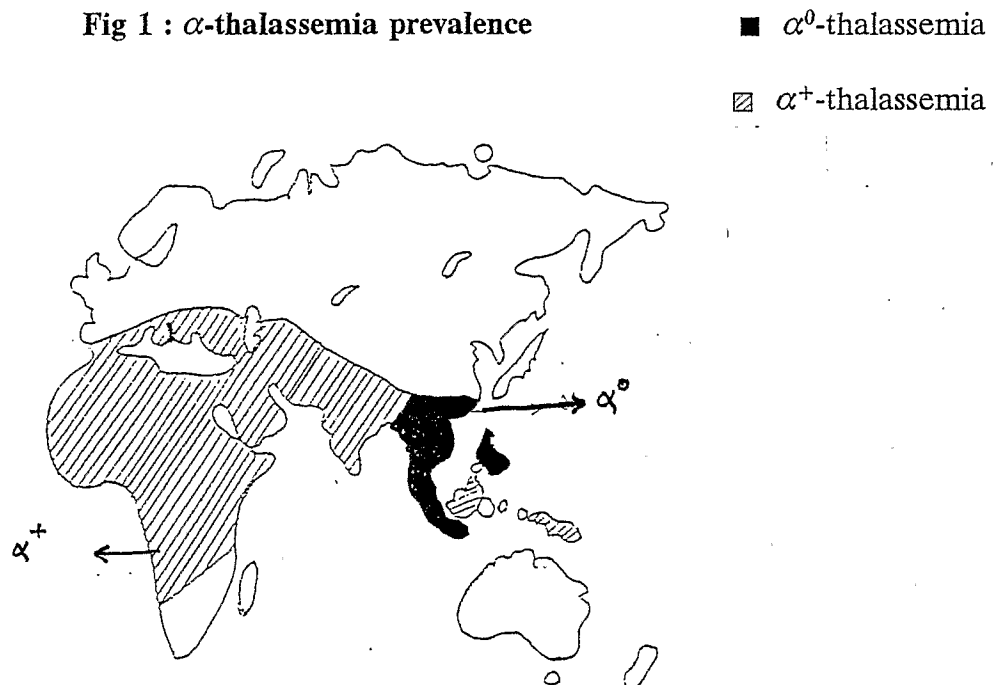 Fig 1 : α-thalassemia prevalence
α⁰-thalassemia
α⁺-thalassemia
α⁰
α⁺